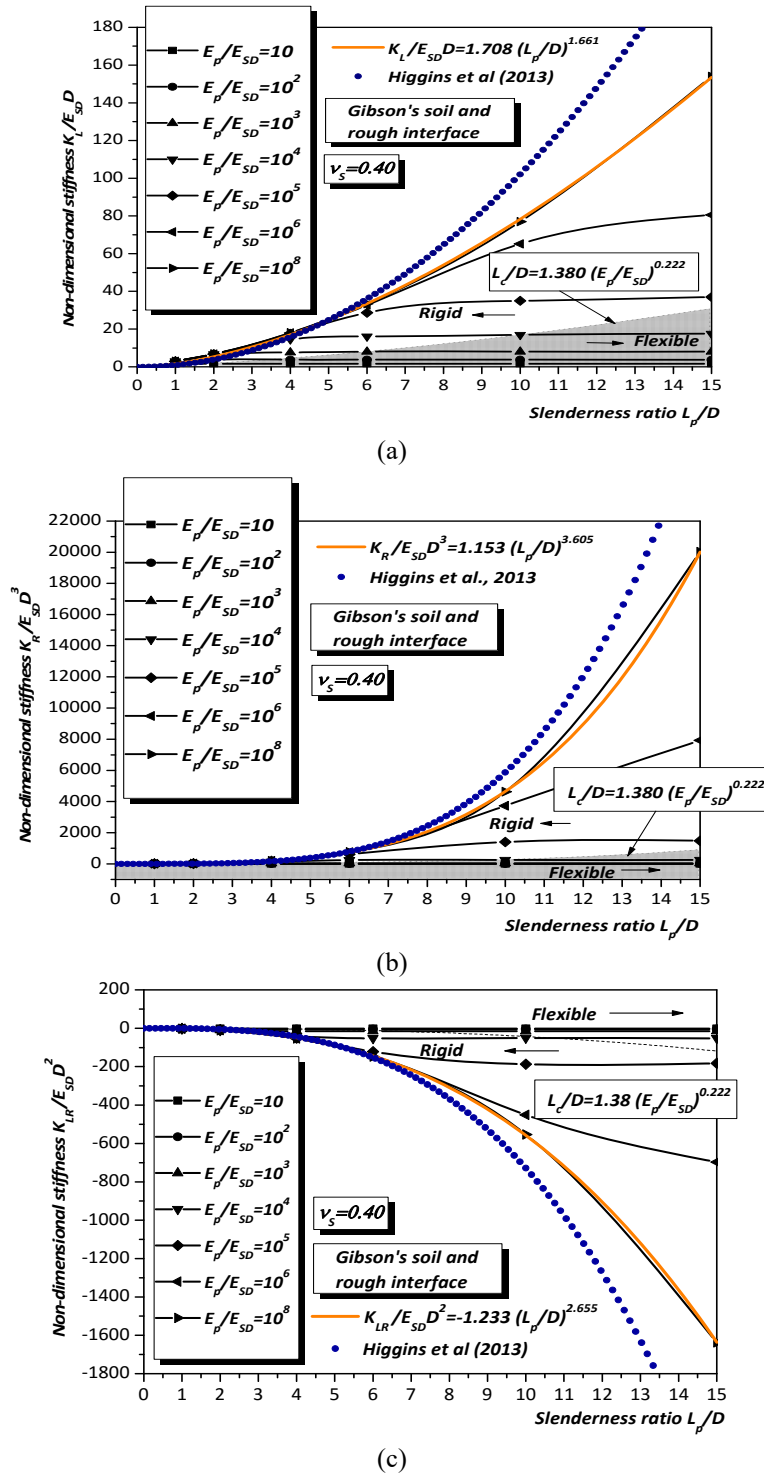 Non-dimensional stiffness K_L/E_SD D
180
160
140
120
100
80
60
40
20
0
E_p/E_SD=10
E_p/E_SD=10^2
E_p/E_SD=10^3
E_p/E_SD=10^4
E_p/E_SD=10^5
E_p/E_SD=10^6
E_p/E_SD=10^8
K_L/E_SD D=1.708 (L_p/D)^1.661
Higgins et al (2013)
Gibson's soil and
rough interface
ν_s=0.40
L_c/D=1.380 (E_p/E_SD)^0.222
Rigid
Flexible
0 1 2 3 4 5 6 7 8 9 10 11 12 13 14 15
Slenderness ratio L_p/D
(a)
Non-dimensional stiffness K_R/E_SD D^3
22000
20000
18000
16000
14000
12000
10000
8000
6000
4000
2000
0
E_p/E_SD=10
E_p/E_SD=10^2
E_p/E_SD=10^3
E_p/E_SD=10^4
E_p/E_SD=10^5
E_p/E_SD=10^6
E_p/E_SD=10^8
K_R/E_SD D^3=1.153 (L_p/D)^3.605
Higgins et al., 2013
Gibson's soil and
rough interface
ν_s=0.40
L_c/D=1.380 (E_p/E_SD)^0.222
Rigid
Flexible
0 1 2 3 4 5 6 7 8 9 10 11 12 13 14 15
Slenderness ratio L_p/D
(b)
Non-dimensional stiffness K_LR/E_SD D^2
200
0
-200
-400
-600
-800
-1000
-1200
-1400
-1600
-1800
Flexible
Rigid
E_p/E_SD=10
E_p/E_SD=10^2
E_p/E_SD=10^3
E_p/E_SD=10^4
E_p/E_SD=10^5
E_p/E_SD=10^6
E_p/E_SD=10^8
L_c/D=1.38 (E_p/E_SD)^0.222
ν_s=0.40
Gibson's soil and
rough interface
K_LR/E_SD D^2=-1.233 (L_p/D)^2.655
Higgins et al (2013)
0 1 2 3 4 5 6 7 8 9 10 11 12 13 14 15
Slenderness ratio L_p/D
(c)